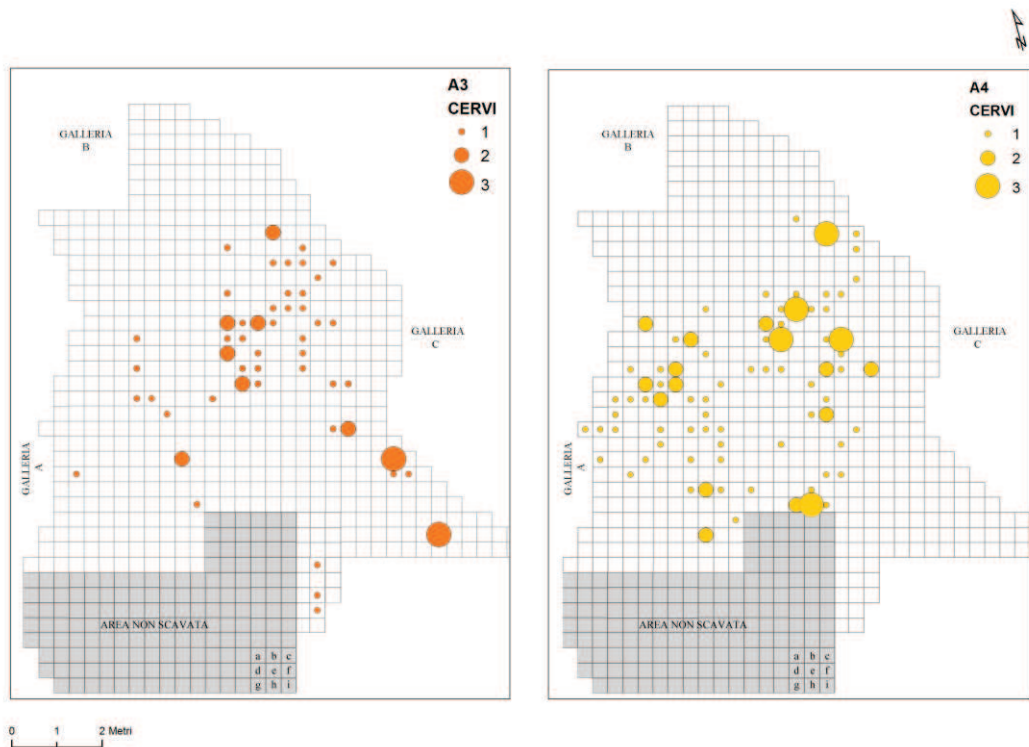 N
A3
CERVI
1
2
3
GALLERIA
B
GALLERIA
C
GALLERIA
A
AREA NON SCAVATA
a b c
d e f
g h i
A4
CERVI
1
2
3
GALLERIA
B
GALLERIA
C
GALLERIA
A
AREA NON SCAVATA
a b c
d e f
g h i
0 1 2 Metri